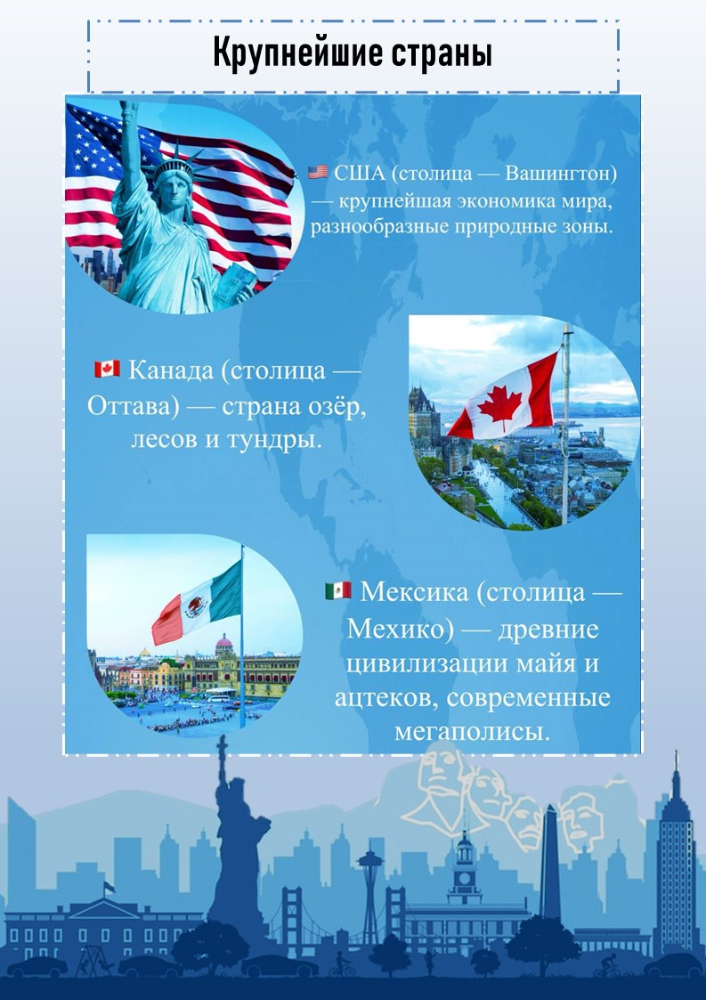 Крупнейшие страны
🇺🇸 США (столица — Вашингтон)
— крупнейшая экономика мира,
разнообразные природные зоны.
🇨🇦 Канада (столица —
Оттава) — страна озёр,
лесов и тундры.
🇲🇽 Мексика (столица —
Мехико) — древние
цивилизации майя и
ацтеков, современные
мегаполисы.